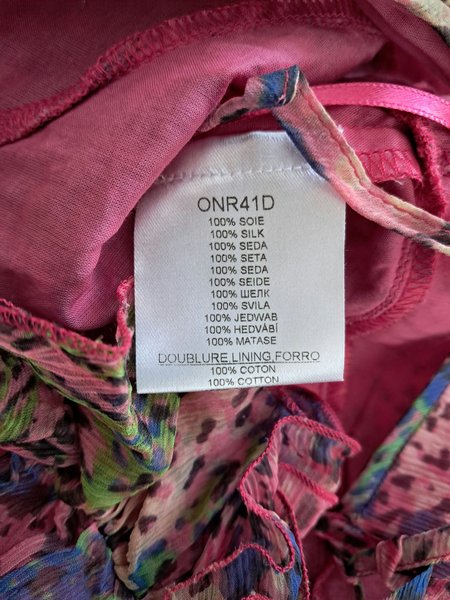 ONR41D
100% SOIE
100% SILK
100% SEDA
100% SETA
100% SEDA
100% SEIDE
100% ШЕЛК
100% SVILA
100% JEDWAB
100% HEDVÁBÍ
100% MATASE
DOUBLURE,LINING,FORRO
100% COTON
100% COTTON